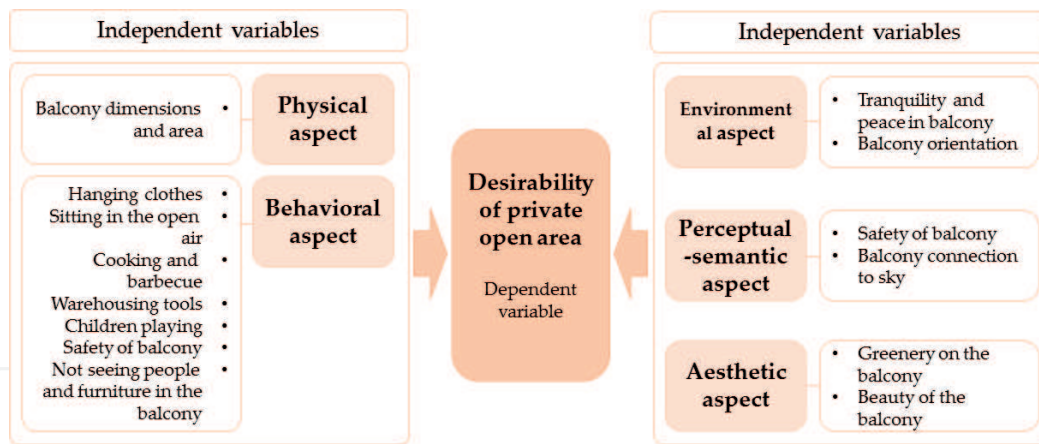 Independent variables
Balcony dimensions •
and area
Physical
aspect
Hanging clothes •
Sitting in the open •
air
Cooking and •
barbecue
Warehousing tools •
Children playing •
Safety of balcony •
Not seeing people •
and furniture in the
balcony
Behavioral
aspect
Desirability
of private
open area
Dependent
variable
Independent variables
Environment
al aspect
• Tranquility and
peace in balcony
• Balcony orientation
Perceptual
-semantic
aspect
• Safety of balcony
• Balcony connection
to sky
Aesthetic
aspect
• Greenery on the
balcony
• Beauty of the
balcony